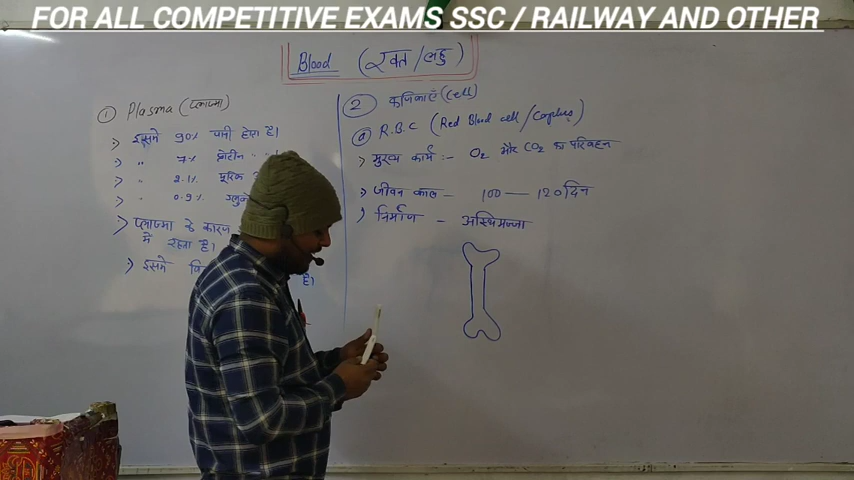 FOR ALL COMPETITIVE EXAMS SSC / RAILWAY AND OTHER
Blood (रक्त/लहु)
① Plasma (प्लाज्मा)
इसमे 90% पानी होता है।
" 7% प्रोटीन " "
" 2.1%
" 0.9%
प्लाज्मा के कारण
में रहता है।
इसमे
है।
② कणिकाएँ (cell)
ⓐ R.B.C (Red Blood cell/Corplus)
मुख्य कार्य :- O₂ और CO₂ का परिवहन
जीवन काल - 100 — 120 दिन
निर्माण - अस्थिमज्जा